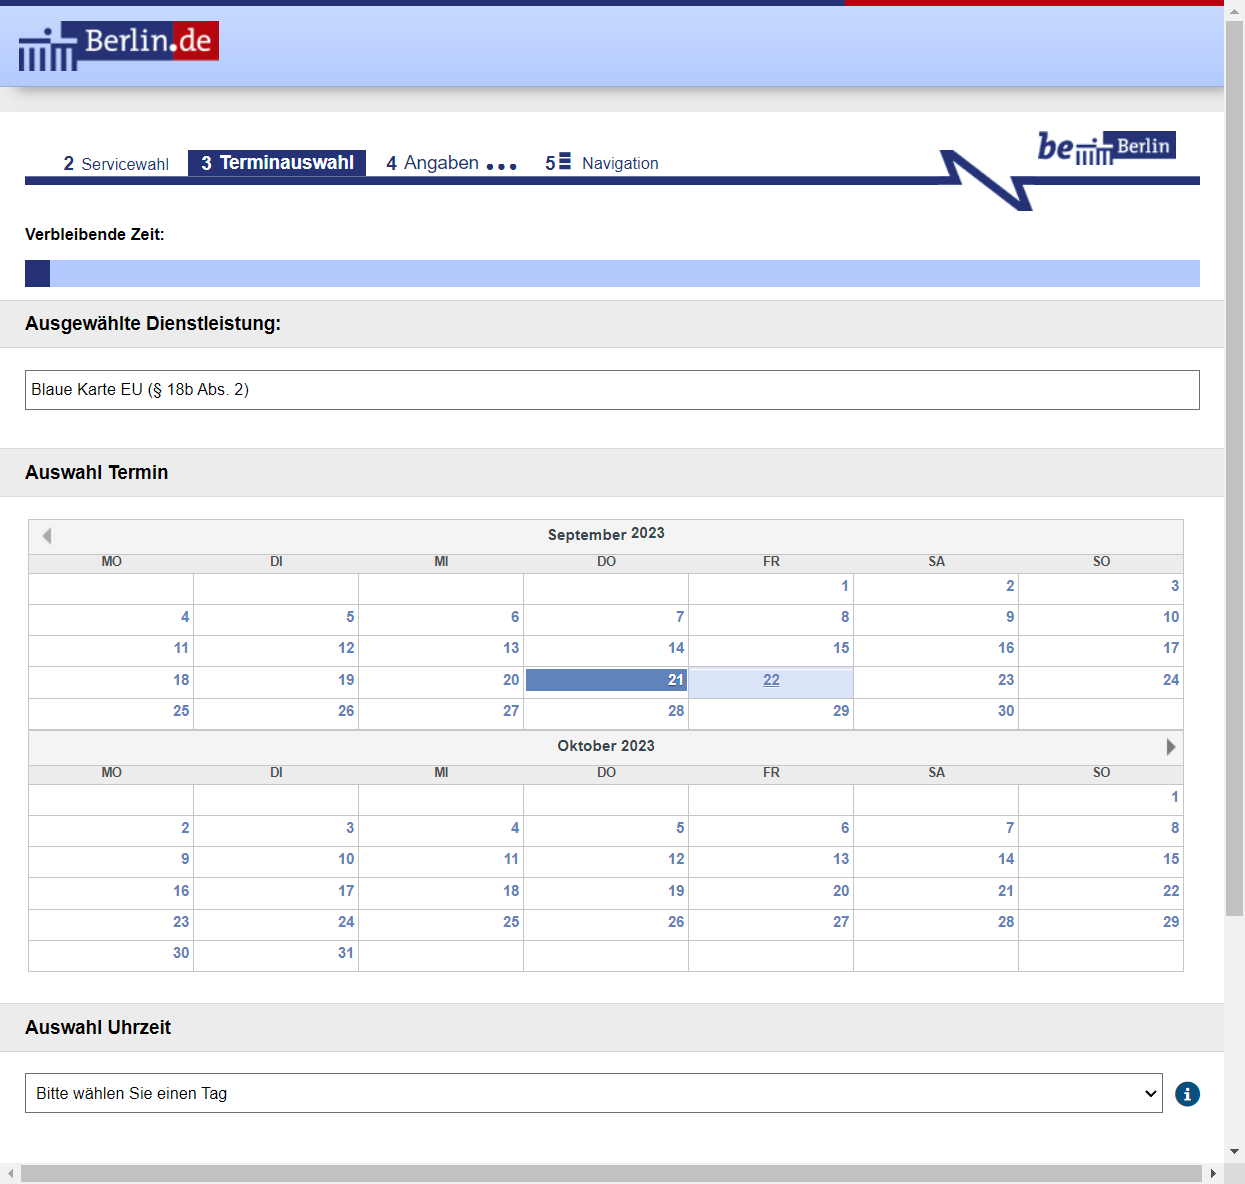 Berlin.de
be Berlin
2 Servicewahl 3 Terminauswahl 4 Angaben ... 5 Navigation
Verbleibende Zeit:
Ausgewählte Dienstleistung:
Blaue Karte EU (§ 18b Abs. 2)
Auswahl Termin
September 2023
MO DI MI DO FR SA SO
1 2 3
4 5 6 7 8 9 10
11 12 13 14 15 16 17
18 19 20 21 22 23 24
25 26 27 28 29 30
Oktober 2023
MO DI MI DO FR SA SO
1
2 3 4 5 6 7 8
9 10 11 12 13 14 15
16 17 18 19 20 21 22
23 24 25 26 27 28 29
30 31
Auswahl Uhrzeit
Bitte wählen Sie einen Tag